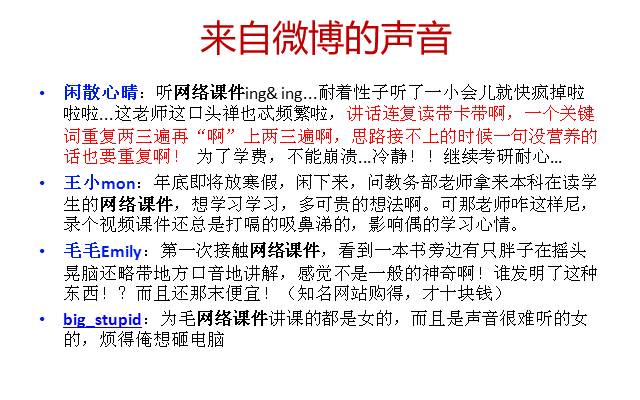 来自微博的声音
• 闲散心晴：听网络课件ing& ing...耐着性子听了一小会儿就快疯掉啦
啦啦...这老师这口头禅也忒频繁啦，讲话连复读带卡带啊，一个关键
词重复两三遍再“啊”上两三遍啊，思路接不上的时候一句没营养的
话也要重复啊！ 为了学费，不能崩溃...冷静！！继续考研耐心...
• 王小mon：年底即将放寒假，闲下来，问教务部老师拿来本科在读学
生的网络课件，想学习学习，多可贵的想法啊。可那老师咋这样尼，
录个视频课件还总是打嗝的吸鼻涕的，影响偶的学习心情。
• 毛毛Emily：第一次接触网络课件，看到一本书旁边有只胖子在摇头
晃脑还略带地方口音地讲解，感觉不是一般的神奇啊！谁发明了这种
东西！？而且还那末便宜！（知名网站购得，才十块钱）
• big_stupid：为毛网络课件讲课的都是女的，而且是声音很难听的女
的，烦得俺想砸电脑